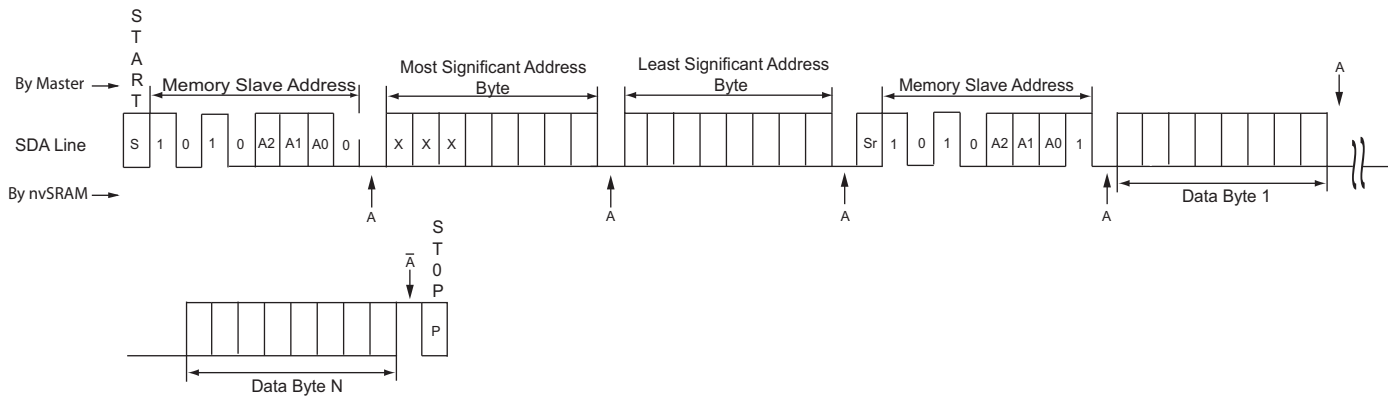 START
By Master
Memory Slave Address
Most Significant Address
Byte
Least Significant Address
Byte
Memory Slave Address
A
SDA Line
S 1 0 1 0 A2 A1 A0 0
X X X
Sr 1 0 1 0 A2 A1 A0 1
By nvSRAM
A
A
A
A
Data Byte 1
A̅
ST0P
P
Data Byte N